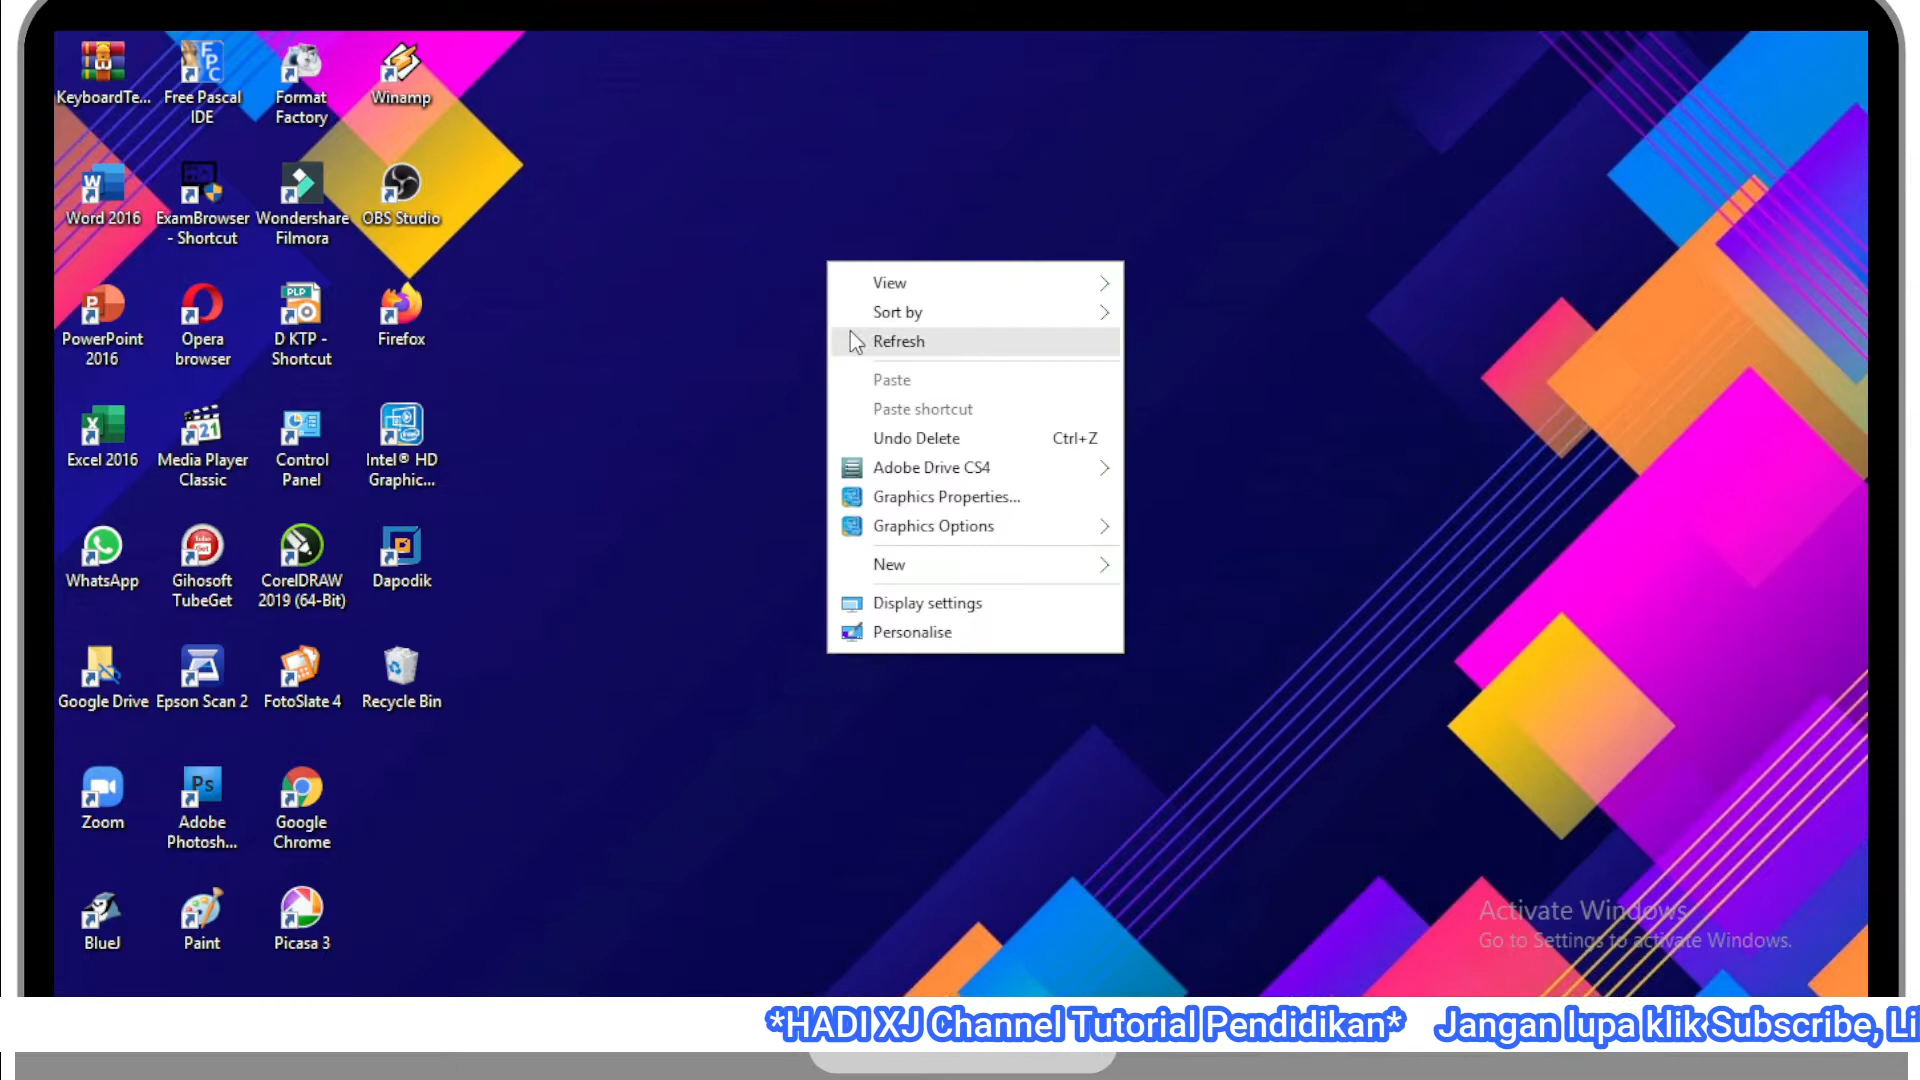 KeyboardTe...
Free Pascal
IDE
Format
Factory
Winamp
Word 2016
ExamBrowser
- Shortcut
Wondershare
Filmora
OBS Studio
PowerPoint
2016
Opera
browser
D KTP -
Shortcut
Firefox
Excel 2016
Media Player
Classic
Control
Panel
Intel® HD
Graphic...
WhatsApp
Gihosoft
TubeGet
CorelDRAW
2019 (64-Bit)
Dapodik
Google Drive
Epson Scan 2
FotoSlate 4
Recycle Bin
Zoom
Adobe
Photosh...
Google
Chrome
BlueJ
Paint
Picasa 3
View
Sort by
Refresh
Paste
Paste shortcut
Undo Delete Ctrl+Z
Adobe Drive CS4
Graphics Properties...
Graphics Options
New
Display settings
Personalise
Activate Windows
Go to Settings to activate Windows.
*HADI XJ Channel Tutorial Pendidikan* Jangan lupa klik Subscribe, Li